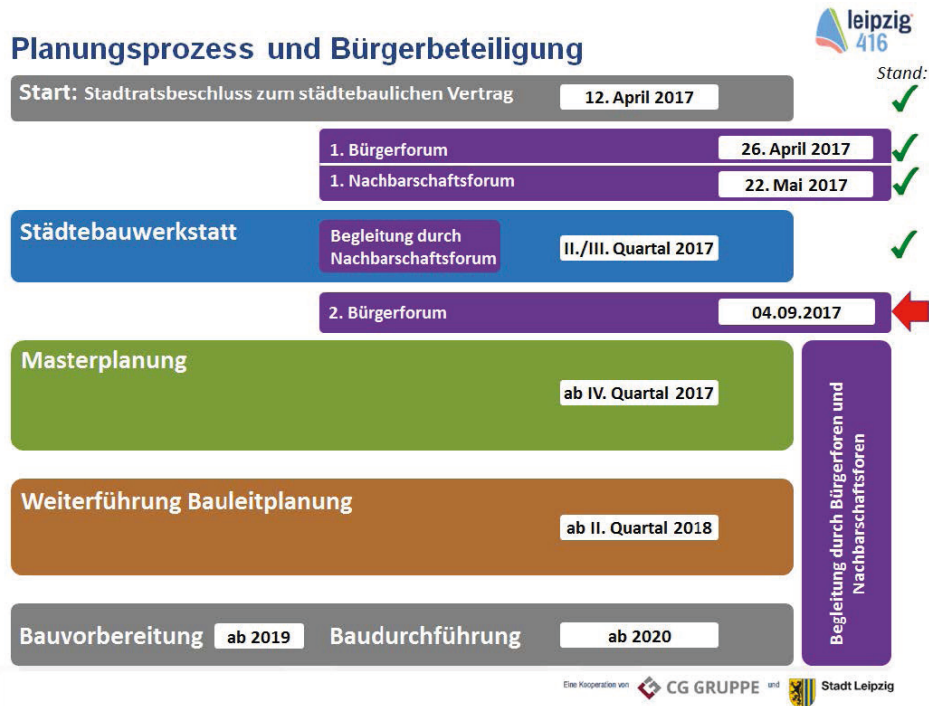 leipzig
416
Planungsprozess und Bürgerbeteiligung
Stand:
Start: Stadtratsbeschluss zum städtebaulichen Vertrag 12. April 2017
1. Bürgerforum 26. April 2017
1. Nachbarschaftsforum 22. Mai 2017
Städtebauwerkstatt Begleitung durch
Nachbarschaftsforum II./III. Quartal 2017
2. Bürgerforum 04.09.2017
Masterplanung
ab IV. Quartal 2017
Weiterführung Bauleitplanung
ab II. Quartal 2018
Bauvorbereitung ab 2019 Baudurchführung ab 2020
Begleitung durch Bürgerforen und
Nachbarschaftsforen
Eine Kooperation von CG GRUPPE und Stadt Leipzig